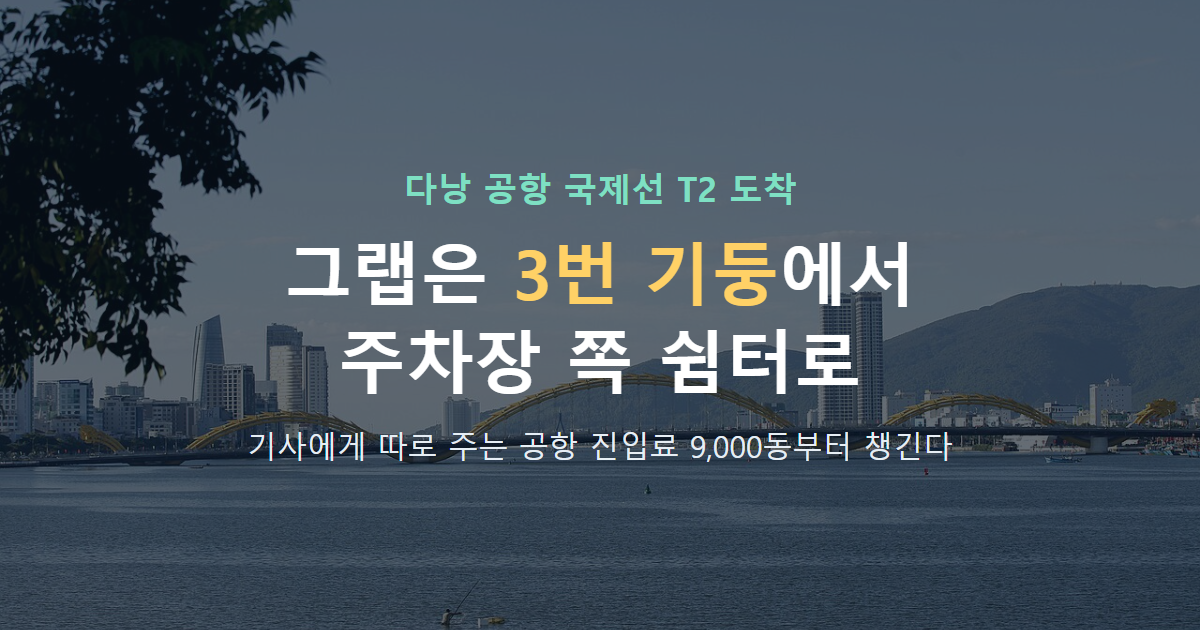 다낭 공항 국제선 T2 도착
그랩은 3번 기둥에서
주차장 쪽 쉼터로
기사에게 따로 주는 공항 진입료 9,000동부터 챙긴다